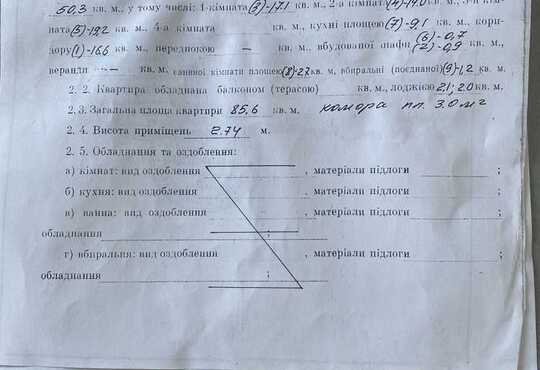 50,3 кв. м., у тому числі: 1-кімната (3)-17,1 кв. м., 2-а кімнат (4)-14,0 кв. м., 3-я кім-
ната (5)-19,2 кв. м., 4-а кімната кв. м., кухні площею (7)-9,1 кв. м., кори-
(6)-0,7
дору (1)-16,6 кв. м., передпокою — кв. м., вбудованої шафи (2)-0,9 кв. м.,
веранди — кв. м., ванної кімнати площею (8)-2,7 кв. м, вбиральні (поєднаної) (9)-1,2 кв. м.
2. 2. Квартира обладнана балконом (терасою) кв. м., лоджією 2,1; 2,0 кв. м.
2. 3. Загальна площа квартири 85,6 кв. м. комора пл. 3.0 м²
2. 4. Висота приміщень 2.74 м.
2. 5. Обладнання та оздоблення:
а) кімнат: вид оздоблення , матеріали підлоги ;
б) кухня: вид оздоблення , матеріали підлоги ;
в) ванна: вид оздоблення , матеріали підлоги ;
обладнання ;
г) вбиральня: вид оздоблення , матеріали підлоги ;
обладнання ;